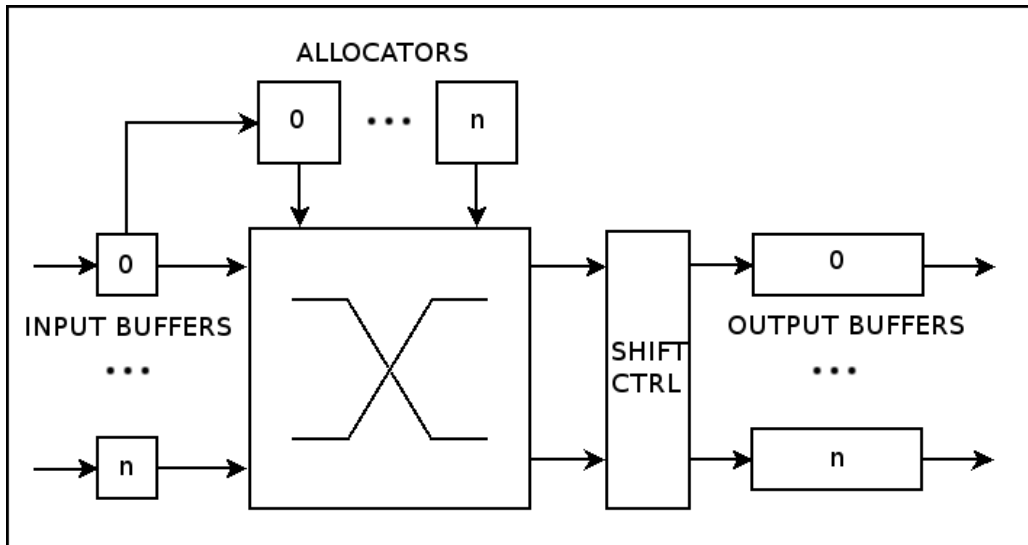 ALLOCATORS
0 ••• n
0
INPUT BUFFERS
•••
n
SHIFT
CTRL
0
OUTPUT BUFFERS
•••
n